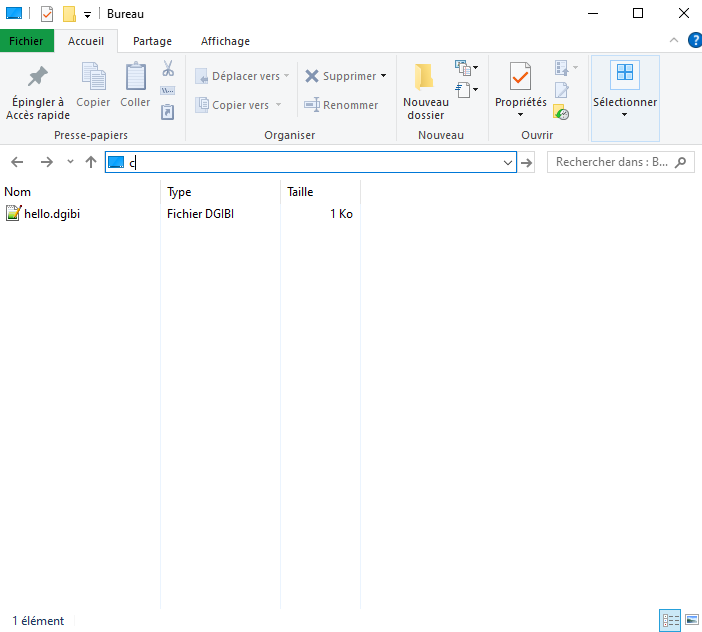 Bureau
Fichier Accueil Partage Affichage
?
Épingler à Accès rapide
Copier
Coller
W...
Presse-papiers
Déplacer vers
Copier vers
Supprimer
Renommer
Organiser
Nouveau dossier
Nouveau
Propriétés
Ouvrir
Sélectionner
c
Rechercher dans : B...
Nom Type Taille
hello.dgibi Fichier DGIBI 1 Ko
1 élément